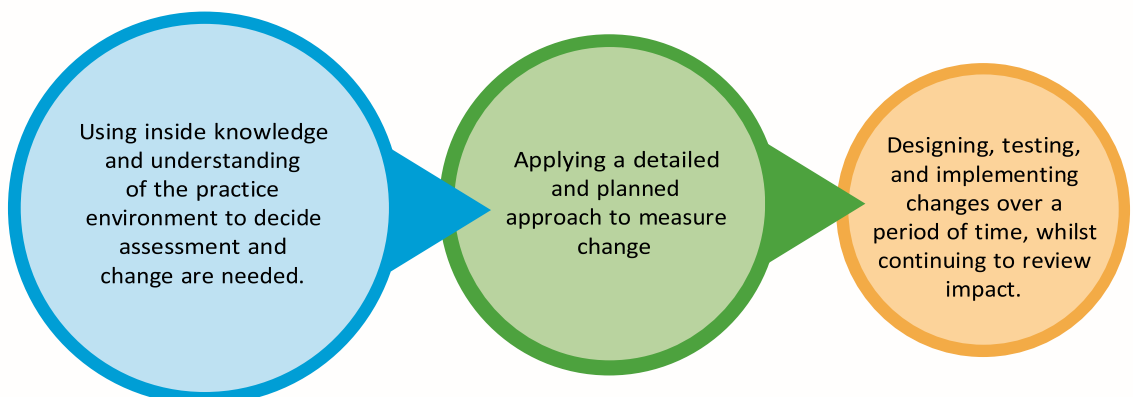 Using inside knowledge
and understanding
of the practice
environment to decide
assessment and
change are needed.
Applying a detailed
and planned
approach to measure
change
Designing, testing,
and implementing
changes over a
period of time, whilst
continuing to review
impact.